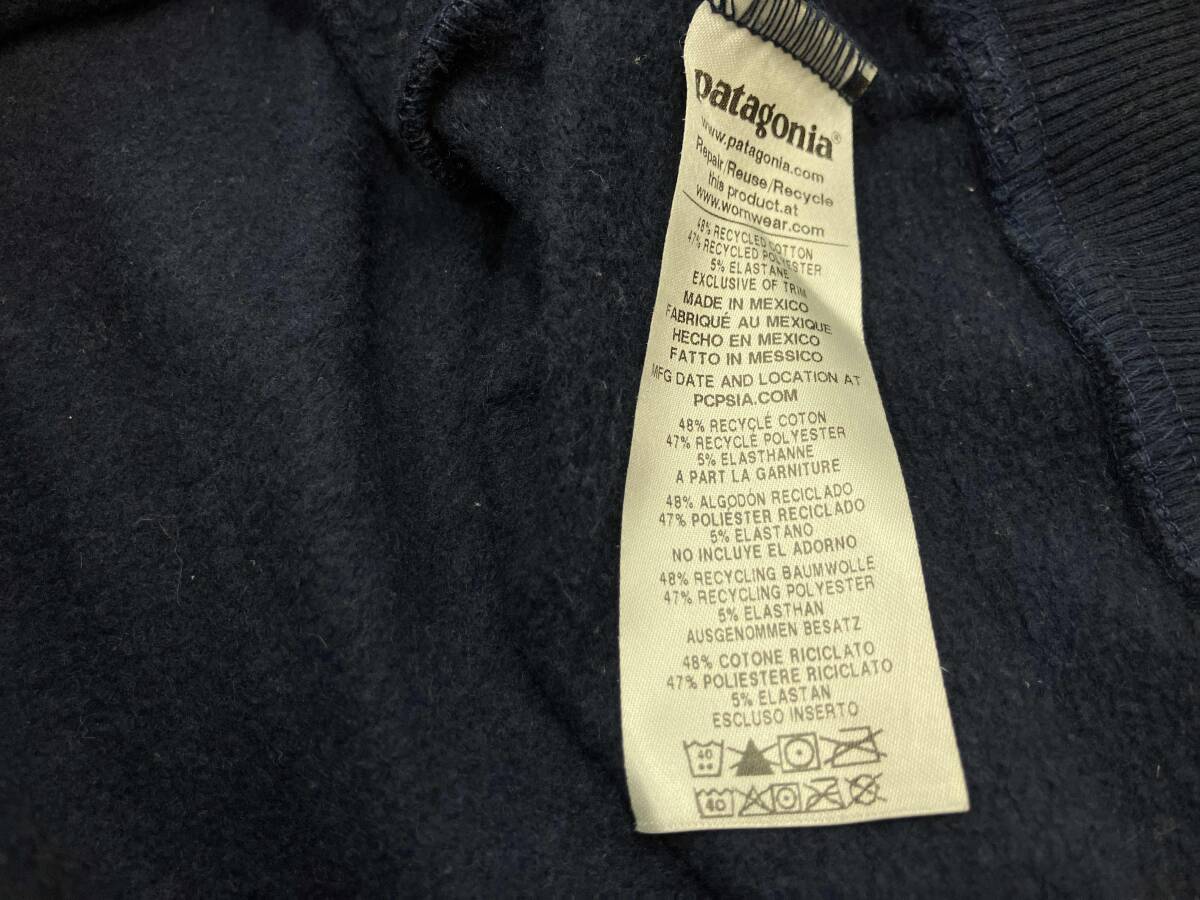 patagonia®
www.patagonia.com
Repair/Reuse/Recycle
this product.at
www.wornwear.com
48% RECYCLED COTTON
47% RECYCLED POLYESTER
5% ELASTANE
EXCLUSIVE OF TRIM
MADE IN MEXICO
FABRIQUÉ AU MEXIQUE
HECHO EN MEXICO
FATTO IN MESSICO
MFG DATE AND LOCATION AT
PCPSIA.COM
48% RECYCLÉ COTON
47% RECYCLÉ POLYESTER
5% ELASTHANNE
A PART LA GARNITURE
48% ALGODÓN RECICLADO
47% POLIÉSTER RECICLADO
5% ELASTANO
NO INCLUYE EL ADORNO
48% RECYCLING BAUMWOLLE
47% RECYCLING POLYESTER
5% ELASTHAN
AUSGENOMMEN BESATZ
48% COTONE RICICLATO
47% POLIESTERE RICICLATO
5% ELASTAN
ESCLUSO INSERTO
40
40